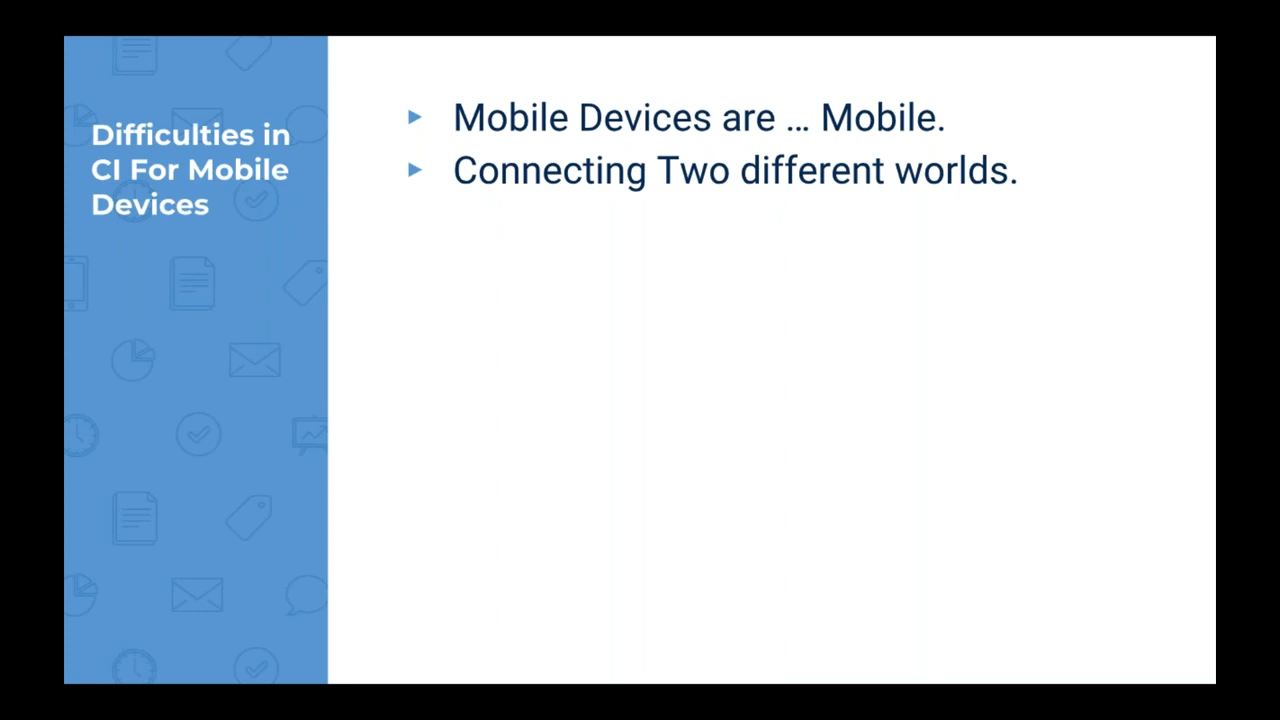 Difficulties in
CI For Mobile
Devices
Mobile Devices are ... Mobile.
Connecting Two different worlds.